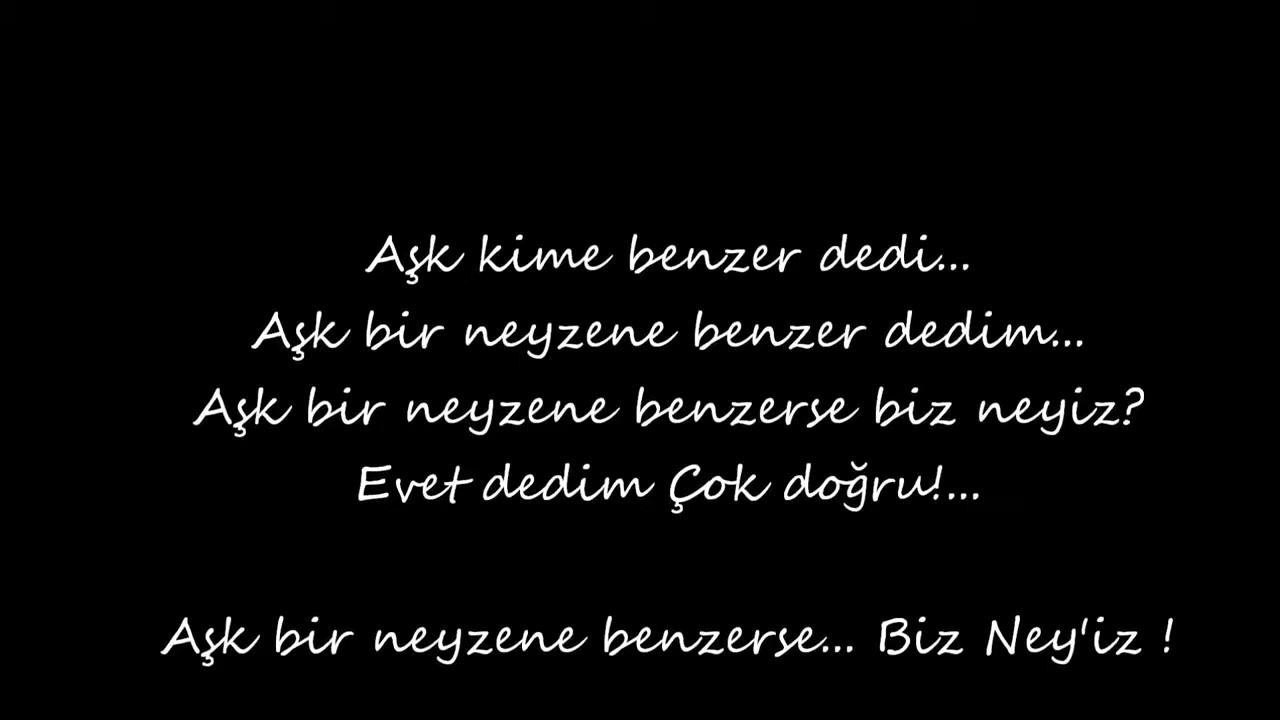 Aşk kime benzer dedi...
Aşk bir neyzene benzer dedim...
Aşk bir neyzene benzerse biz neyiz?
Evet dedim Çok doğru!...
Aşk bir neyzene benzerse... Biz Ney'iz !